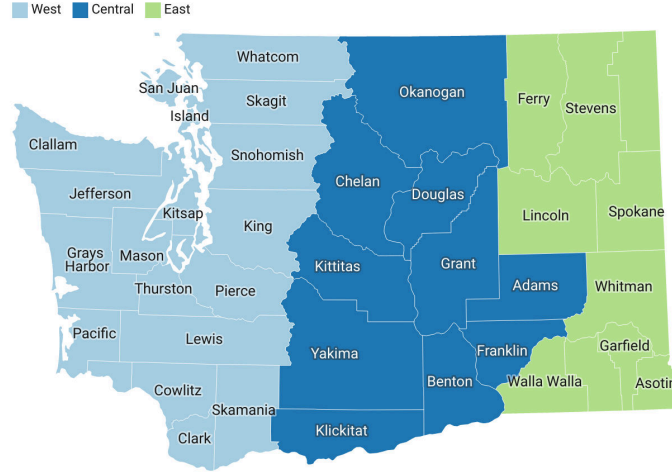 West Central East
Whatcom
San Juan
Skagit
Island
Okanogan
Ferry
Stevens
Clallam
Snohomish
Jefferson
Chelan
Douglas
Kitsap
King
Lincoln
Spokane
Grays
Harbor
Mason
Kittitas
Grant
Thurston
Pierce
Adams
Whitman
Pacific
Lewis
Yakima
Franklin
Garfield
Cowlitz
Benton
Walla Walla
Asotin
Skamania
Clark
Klickitat